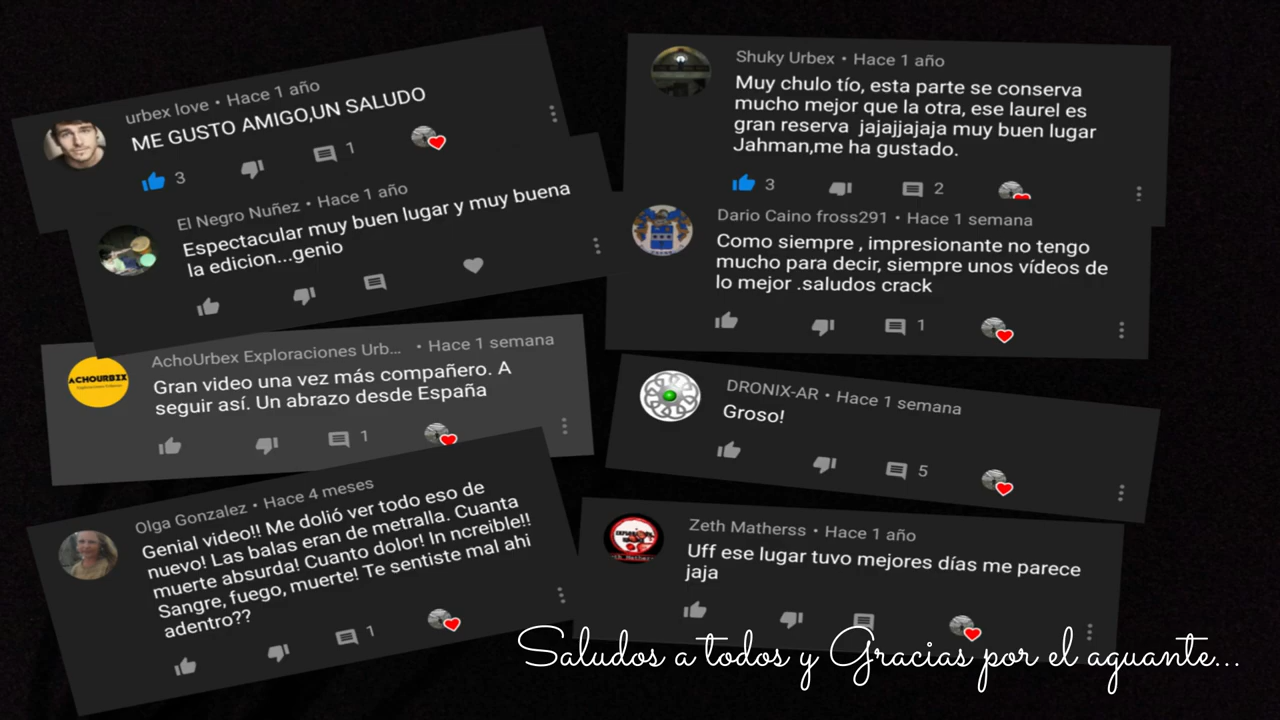 urbex love • Hace 1 año
ME GUSTO AMIGO,UN SALUDO
3
1
El Negro Nuñez • Hace 1 año
Espectacular muy buen lugar y muy buena
la edicion...genio
ACHOURBIX
AchoUrbex Exploraciones Urb... • Hace 1 semana
Gran video una vez más compañero. A
seguir así. Un abrazo desde España
1
Olga Gonzalez • Hace 4 meses
Genial video!! Me dolió ver todo eso de
nuevo! Las balas eran de metralla. Cuanta
muerte absurda! Cuanto dolor! In ncreible!!
Sangre, fuego, muerte! Te sentiste mal ahi
adentro??
1
Shuky Urbex • Hace 1 año
Muy chulo tío, esta parte se conserva
mucho mejor que la otra, ese laurel es
gran reserva jajajjajaja muy buen lugar
Jahman,me ha gustado.
3
2
Dario Caino fross291 • Hace 1 semana
Como siempre , impresionante no tengo
mucho para decir, siempre unos vídeos de
lo mejor .saludos crack
1
DRONIX-AR • Hace 1 semana
Groso!
5
Zeth Matherss • Hace 1 año
Uff ese lugar tuvo mejores días me parece
jaja
Saludos a todos y Gracias por el aguante...